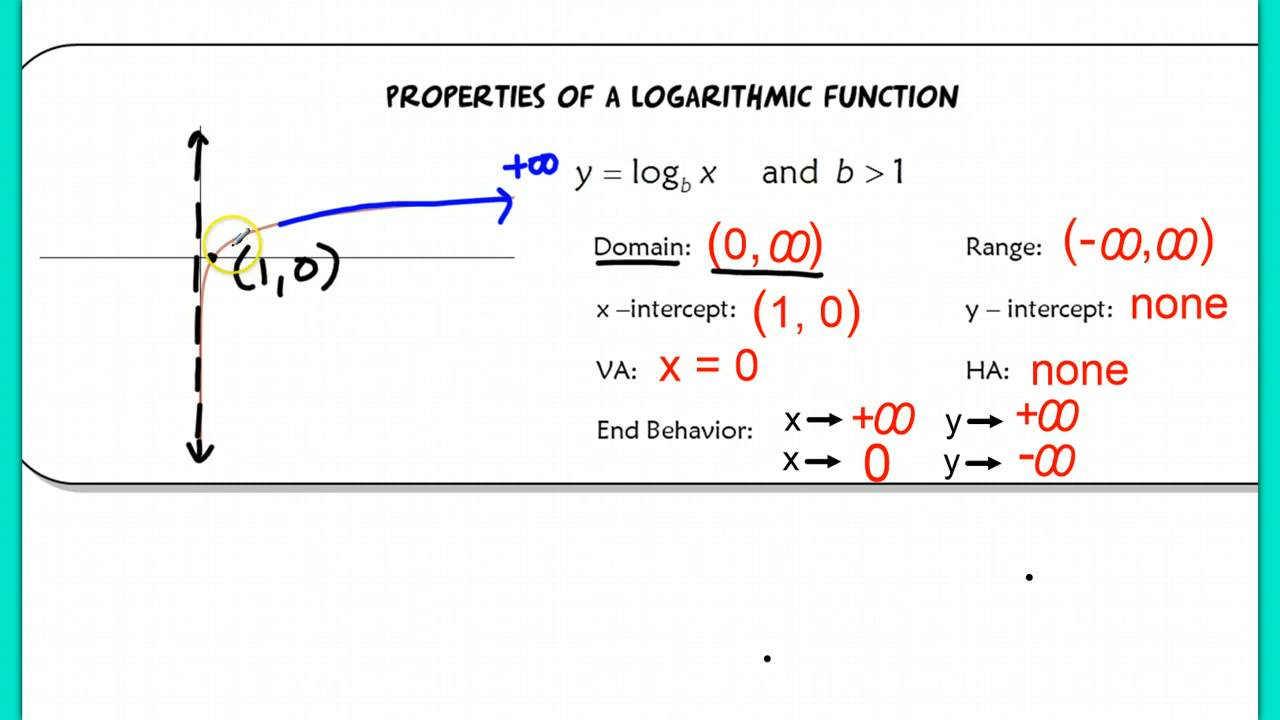 PROPERTIES OF A LOGARITHMIC FUNCTION
+∞
y = log_b x and b > 1
(1,0)
Domain: (0, ∞) Range: (-∞,∞)
x –intercept: (1, 0) y – intercept: none
VA: x = 0 HA: none
End Behavior: x→ +∞ y→ +∞
x→ 0 y→ -∞